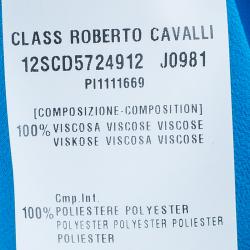 CLASS ROBERTO CAVALLI
12SCD5724912 J0981
PI1111669
[COMPOSIZIONE-COMPOSITION]
100% VISCOSA VISCOSE VISCOSE
VISKOSE VISCOSA VISCOSE
Cmp.Int.
100% POLIESTERE POLYESTER
POLYESTER POLYESTER POLIESTER
POLIESTER